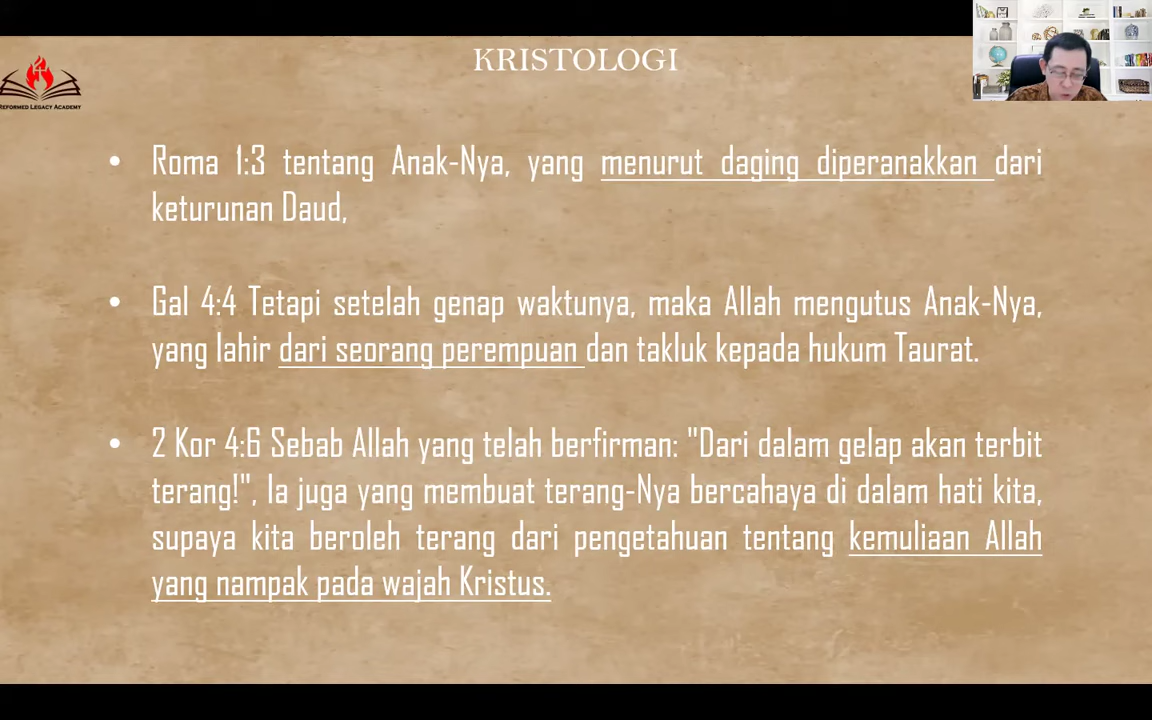 KRISTOLOGI
REFORMED LEGACY ACADEMY
• Roma 1:3 tentang Anak-Nya, yang menurut daging diperanakkan dari
keturunan Daud,
• Gal 4:4 Tetapi setelah genap waktunya, maka Allah mengutus Anak-Nya,
yang lahir dari seorang perempuan dan takluk kepada hukum Taurat.
• 2 Kor 4:6 Sebab Allah yang telah berfirman: "Dari dalam gelap akan terbit
terang!", Ia juga yang membuat terang-Nya bercahaya di dalam hati kita,
supaya kita beroleh terang dari pengetahuan tentang kemuliaan Allah
yang nampak pada wajah Kristus.